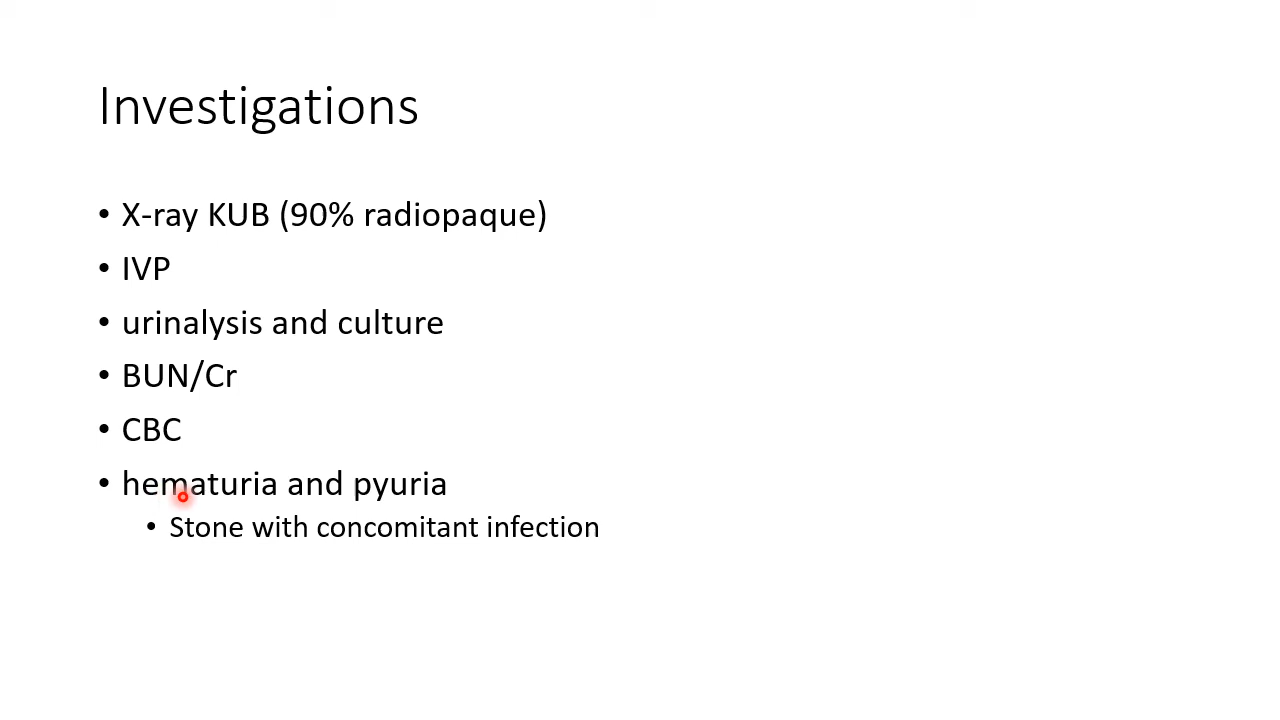 Investigations
• X-ray KUB (90% radiopaque)
• IVP
• urinalysis and culture
• BUN/Cr
• CBC
• hematuria and pyuria
• Stone with concomitant infection